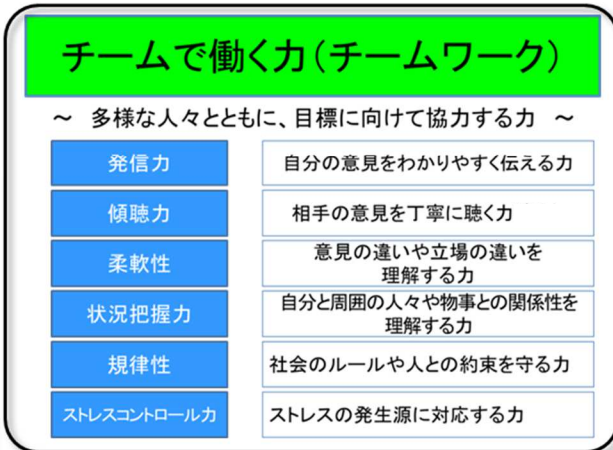 チームで働く力(チームワーク)
~ 多様な人々とともに、目標に向けて協力する力 ~
発信力
自分の意見をわかりやすく伝える力
傾聴力
相手の意見を丁寧に聴く力
柔軟性
意見の違いや立場の違いを
理解する力
状況把握力
自分と周囲の人々や物事との関係性を
理解する力
規律性
社会のルールや人との約束を守る力
ストレスコントロール力
ストレスの発生源に対応する力